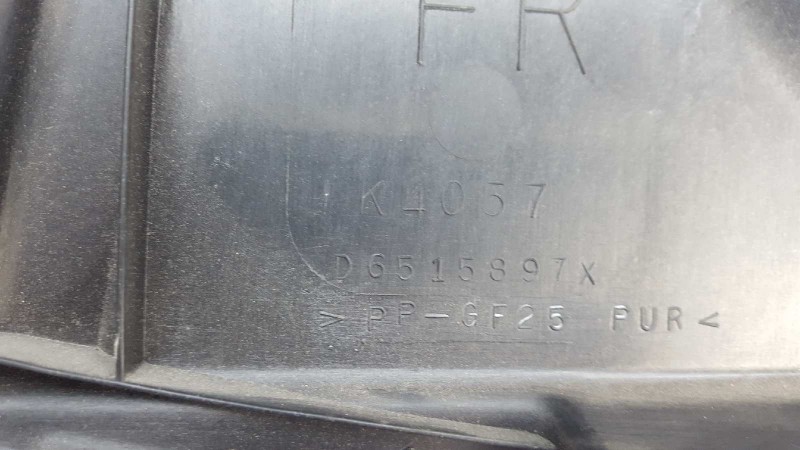 FR
K4057
D6515897X
> PP-GF25 PUR <